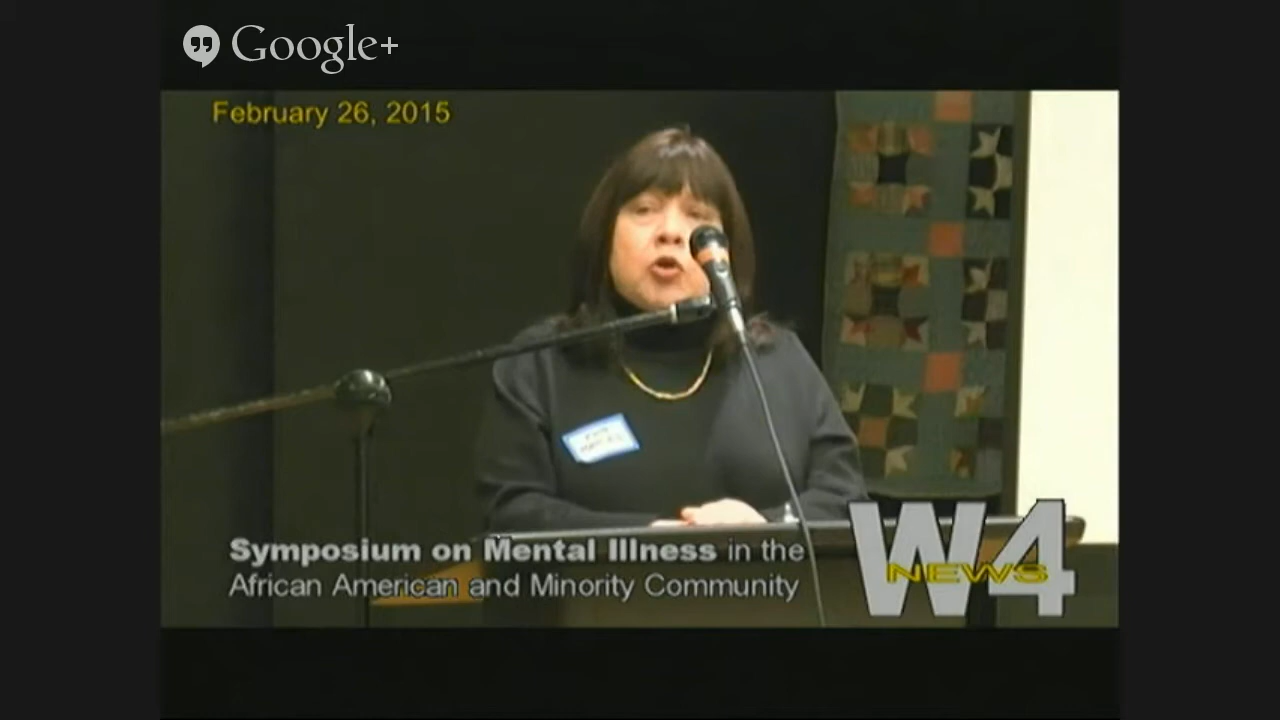 Google+
February 26, 2015
Symposium on Mental Illness in the
African American and Minority Community
W4
NEWS